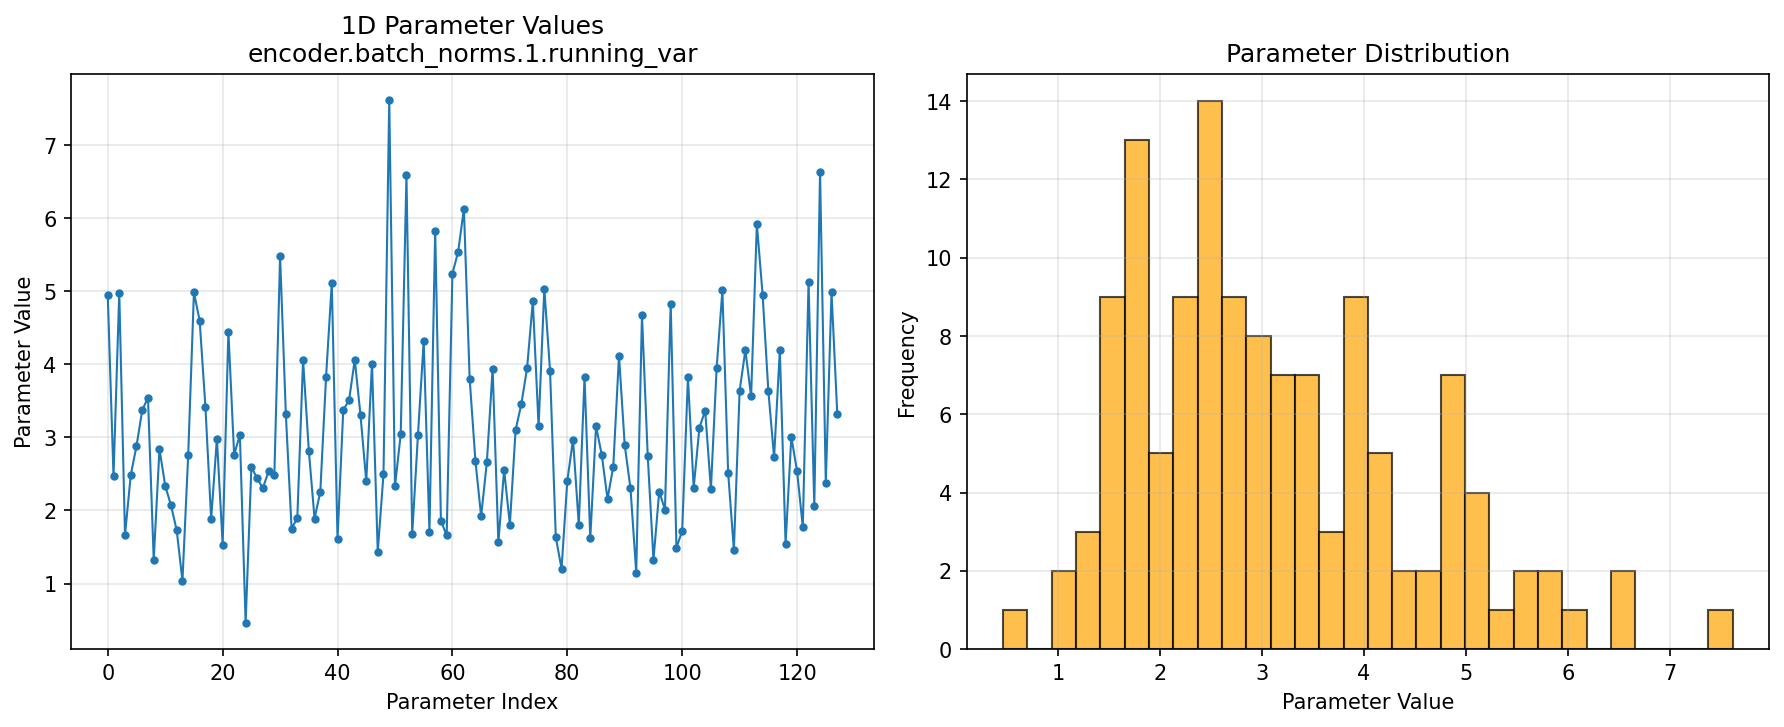 1D Parameter Values
encoder.batch_norms.1.running_var
Parameter Value
7
6
5
4
3
2
1
0 20 40 60 80 100 120
Parameter Index
Parameter Distribution
Frequency
14
12
10
8
6
4
2
0
1 2 3 4 5 6 7
Parameter Value